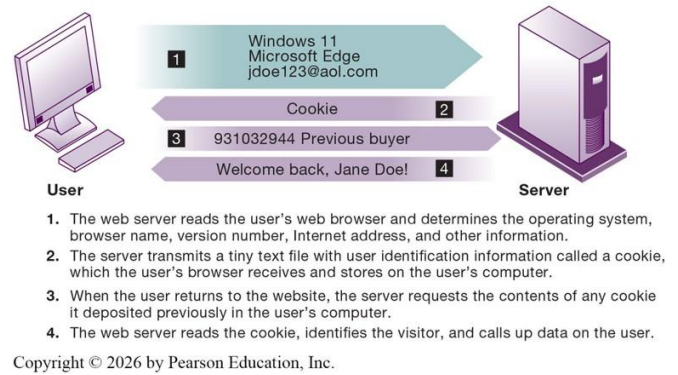 1
Windows 11
Microsoft Edge
jdoe123@aol.com
Cookie 2
3 931032944 Previous buyer
Welcome back, Jane Doe! 4
User
Server
1. The web server reads the user's web browser and determines the operating system,
browser name, version number, Internet address, and other information.
2. The server transmits a tiny text file with user identification information called a cookie,
which the user's browser receives and stores on the user's computer.
3. When the user returns to the website, the server requests the contents of any cookie
it deposited previously in the user's computer.
4. The web server reads the cookie, identifies the visitor, and calls up data on the user.
Copyright © 2026 by Pearson Education, Inc.